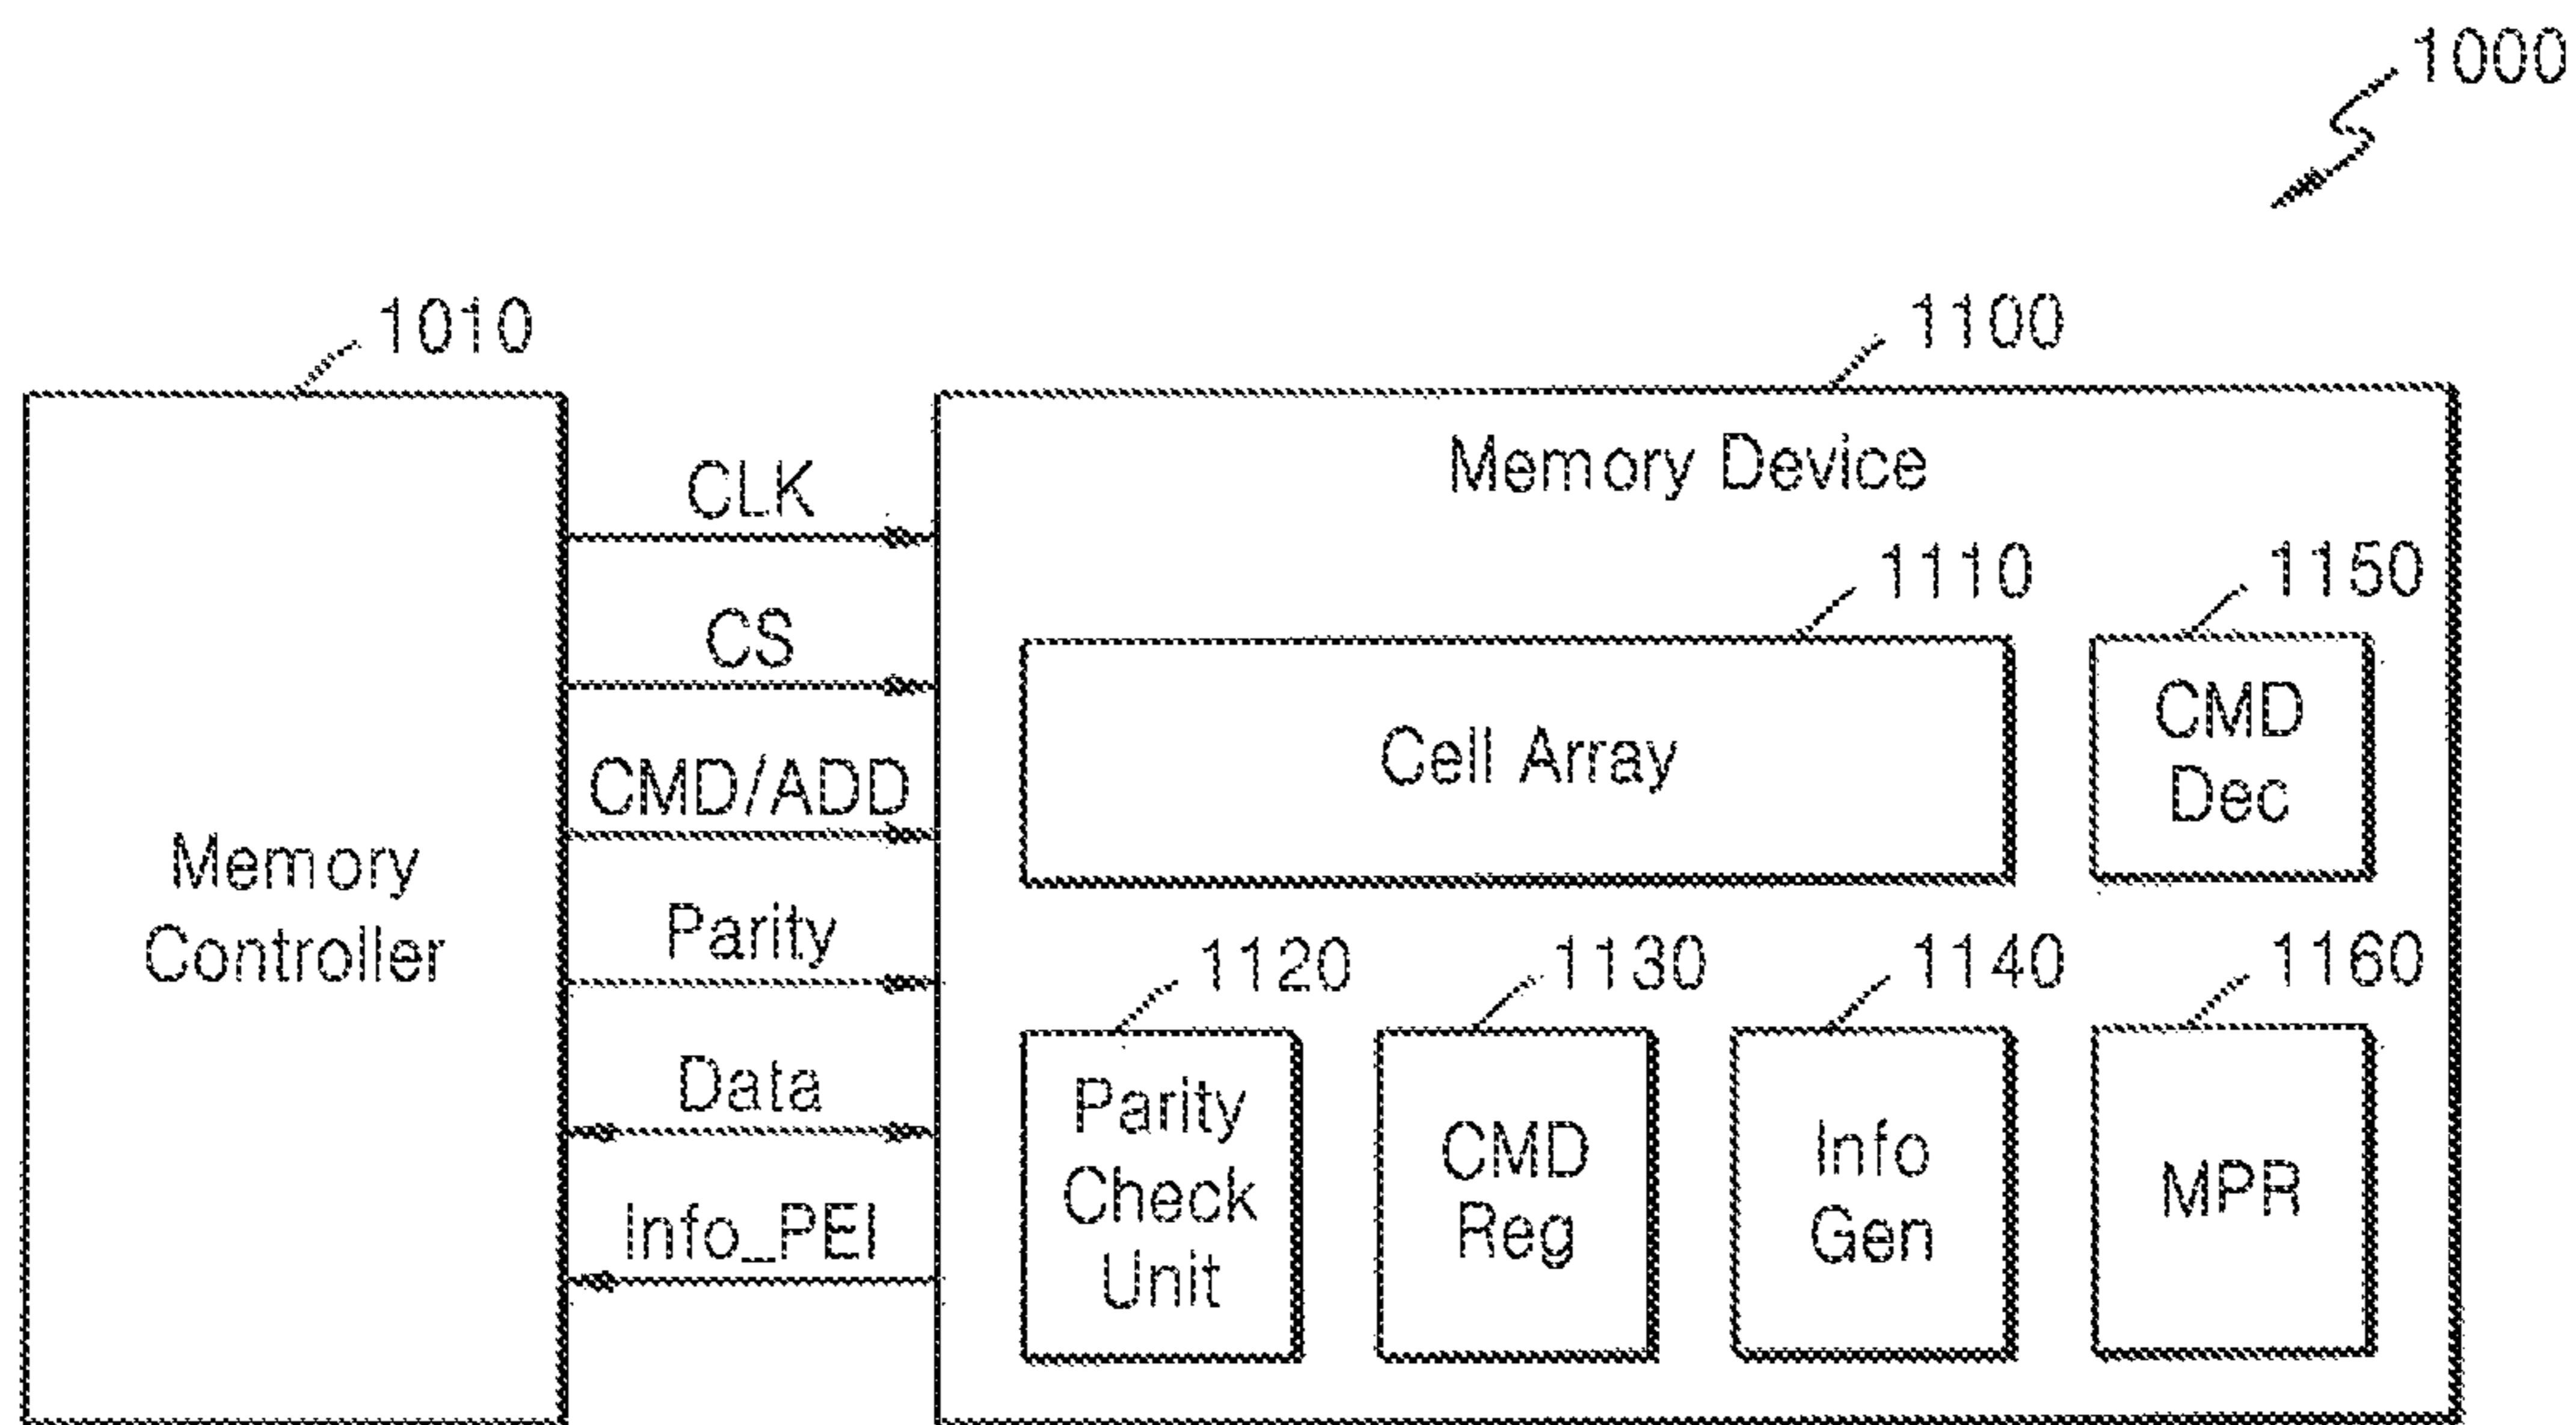 1000
1010
1100
Memory Device
CLK
1110
1150
CS
CMD
Dec
Cell Array
CMD/ADD
Memory
Controller
Parity
1120
1130
1140
1160
Data
Parity
Check
Unit
CMD
Reg
Info
Gen
MPR
Info_PEI